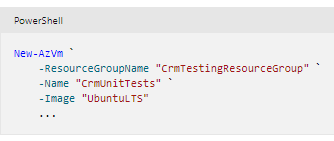 PowerShell
New-AzVm `
    -ResourceGroupName "CrmTestingResourceGroup" `
    -Name "CrmUnitTests" `
    -Image "UbuntuLTS"
    ...